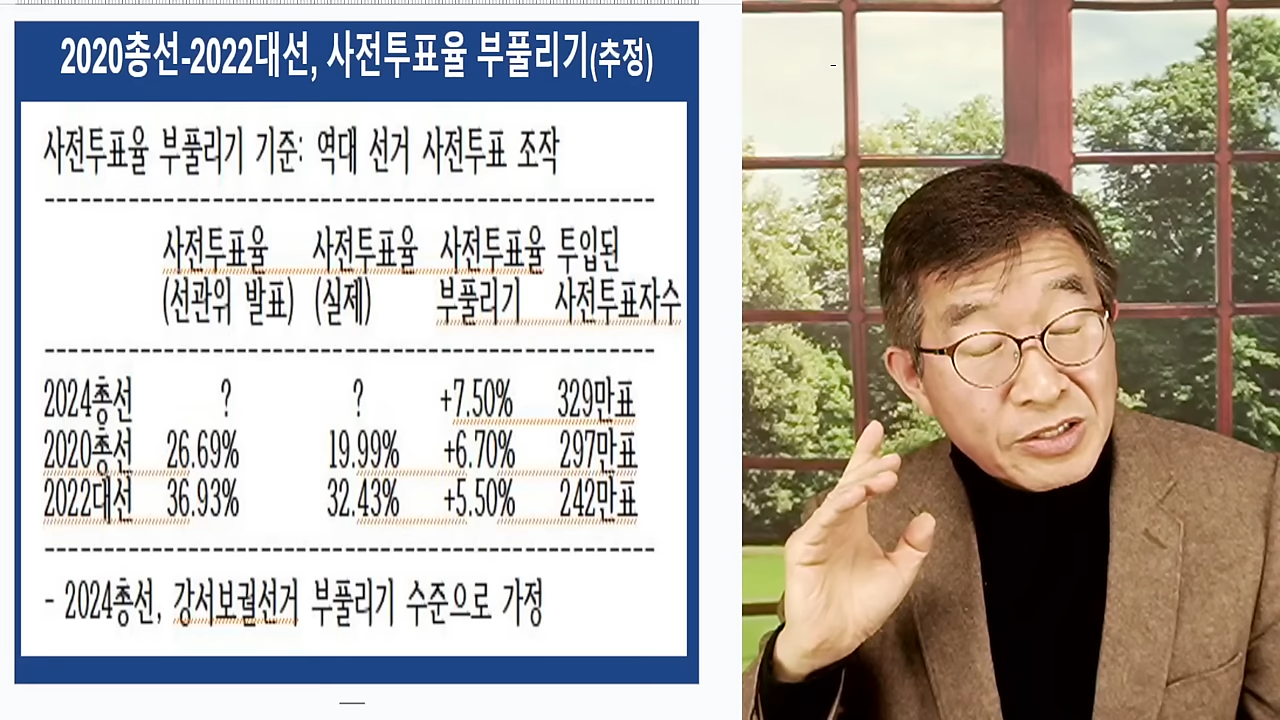 2020총선-2022대선, 사전투표율 부풀리기(추정)
사전투표율 부풀리기 기준: 역대 선거 사전투표 조작
사전투표율 사전투표율 사전투표율 투입된
(선관위 발표) (실제) 부풀리기 사전투표자수
2024총선 ? ? +7.50% 329만표
2020총선 26.69% 19.99% +6.70% 297만표
2022대선 36.93% 32.43% +5.50% 242만표
- 2024총선, 강서보궐선거 부풀리기 수준으로 가정